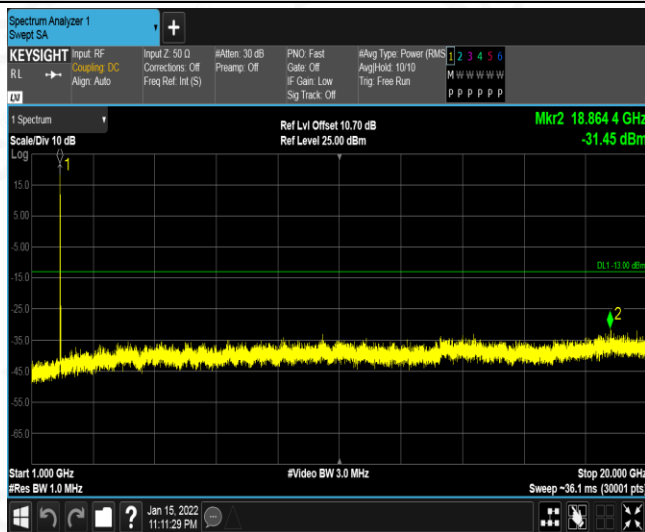 Spectrum Analyzer 1
Swept SA
+
KEYSIGHT
RL
LXI
Input: RF
Coupling: DC
Align: Auto
Input Z: 50 Ω
Corrections: Off
Freq Ref: Int (S)
#Atten: 30 dB
Preamp: Off
PNO: Fast
Gate: Off
IF Gain: Low
Sig Track: Off
#Avg Type: Power (RMS
Avg|Hold: 10/10
Trig: Free Run
1 2 3 4 5 6
M W W W W W
P P P P P P
1 Spectrum
Scale/Div 10 dB
Log
Ref Lvl Offset 10.70 dB
Ref Level 25.00 dBm
Mkr2 18.864 4 GHz
-31.45 dBm
1
15.0
5.00
-5.00
DL1 -13.00 dBm
-15.0
-25.0
2
-35.0
-45.0
-55.0
-65.0
Start 1.000 GHz
#Res BW 1.0 MHz
#Video BW 3.0 MHz
Stop 20.000 GHz
Sweep ~36.1 ms (30001 pts)
?
Jan 15, 2022
11:11:29 PM